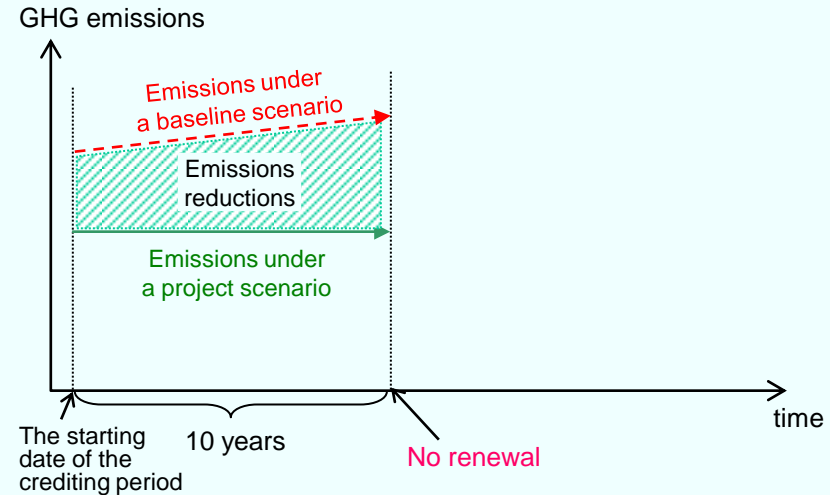 GHG emissions
Emissions under
a baseline scenario
Emissions
reductions
Emissions under
a project scenario
time
The starting
date of the
crediting period
10 years
No renewal